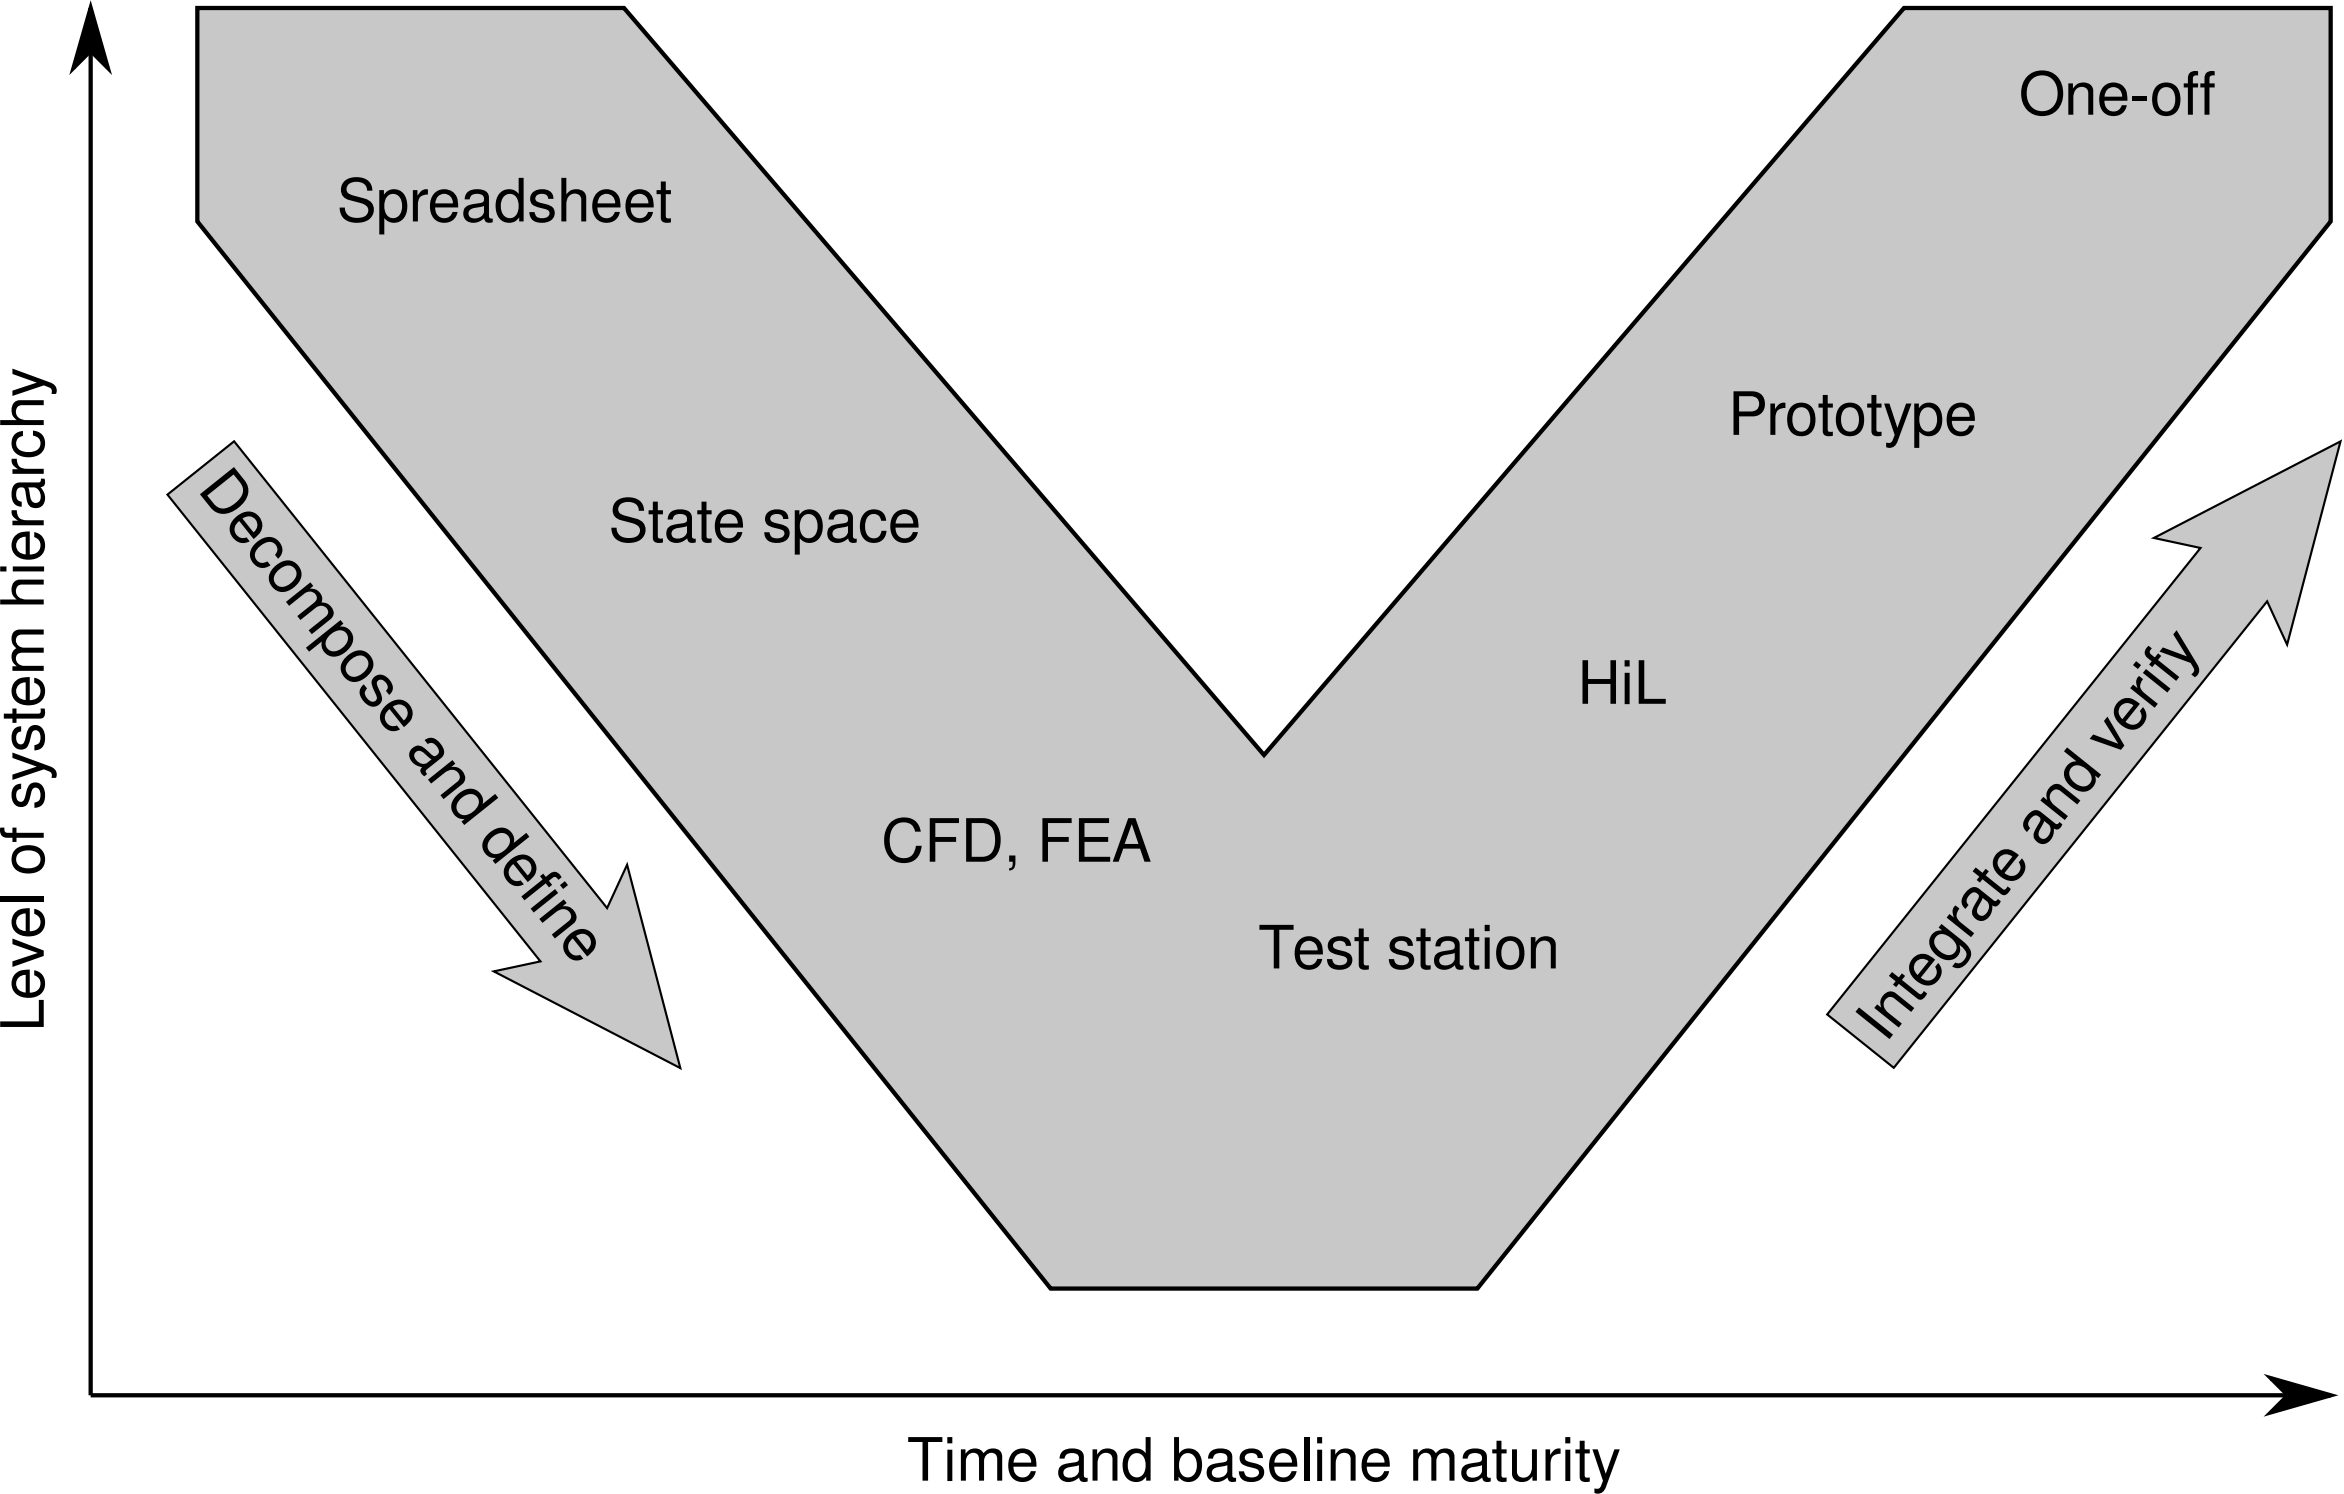 One-off
Spreadsheet
Prototype
State space
HiL
CFD, FEA
Test station
Decompose and define
Integrate and verify
Level of system hierarchy
Time and baseline maturity